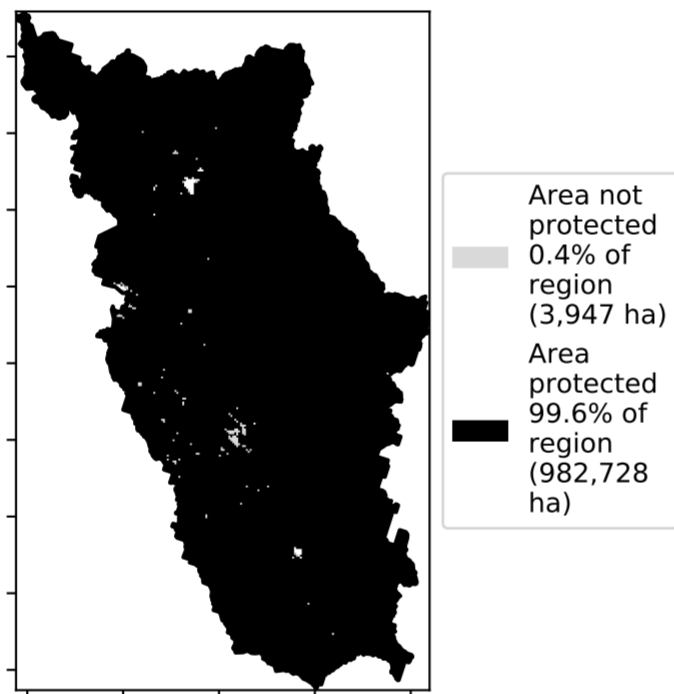 Area not
protected
0.4% of
region
(3,947 ha)
Area
protected
99.6% of
region
(982,728
ha)